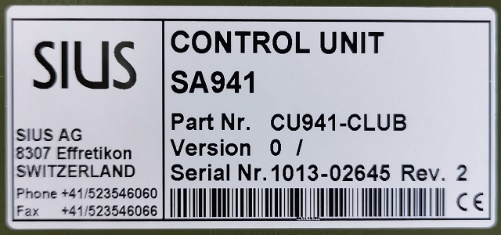 SIUS
SIUS AG
8307 Effretikon
SWITZERLAND
Phone +41/523546060
Fax +41/523546066
CONTROL UNIT
SA941
Part Nr. CU941-CLUB
Version 0 /
Serial Nr. 1013-02645 Rev. 2
CE